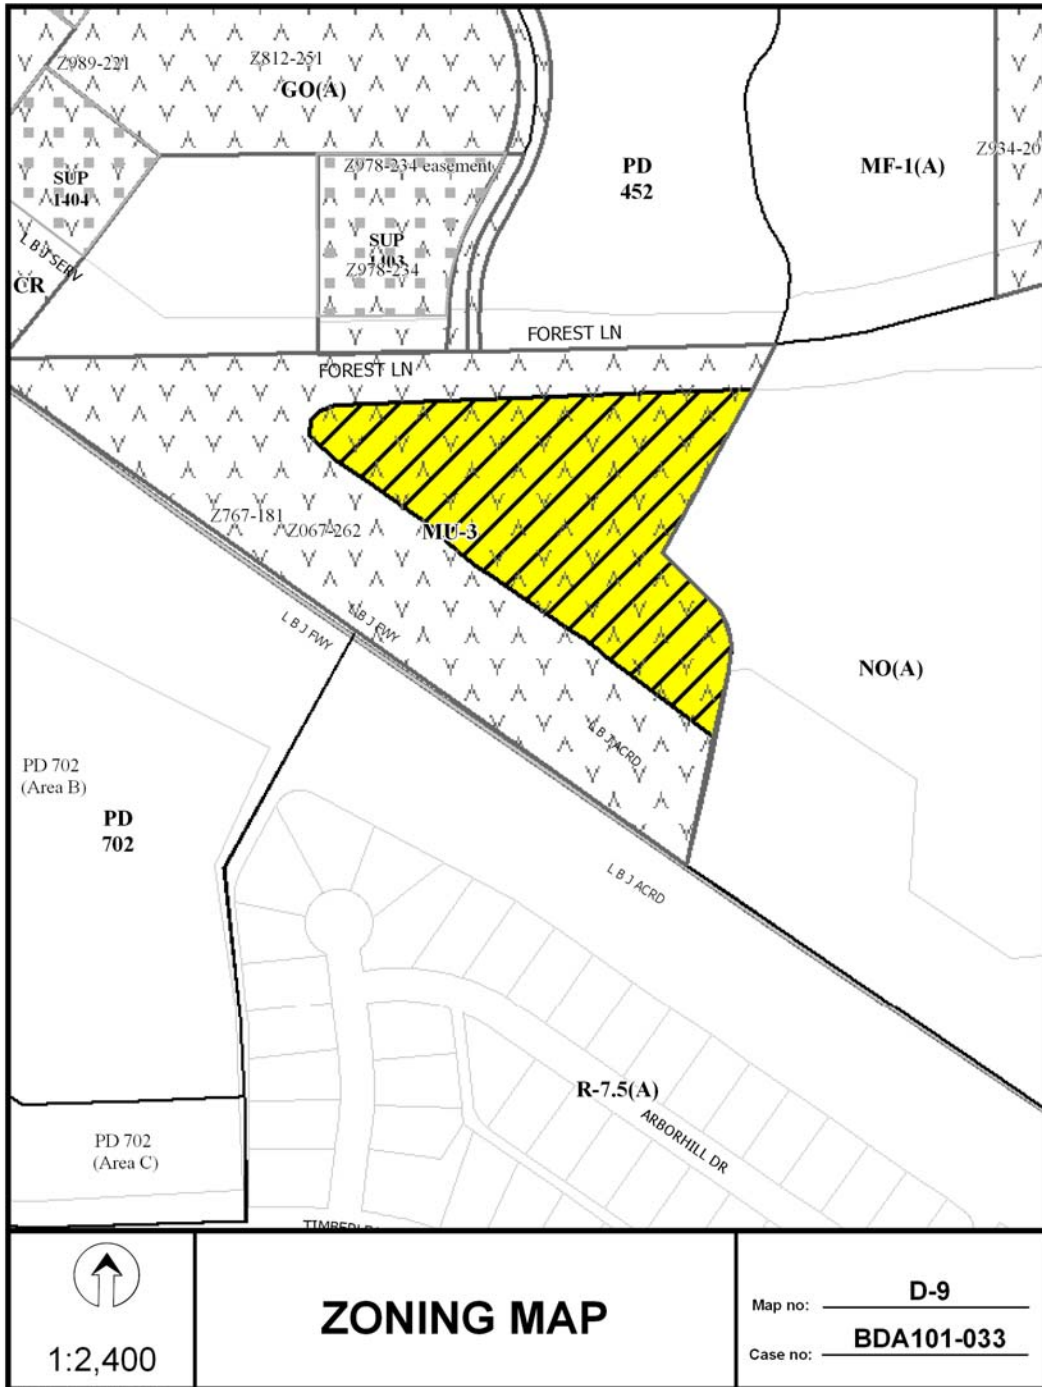 Z989-221
Z812-251
GO(A)
Z978-234 easement
PD
452
MF-1(A)
Z934-20
SUP
1404
SUP
1403
Z978-234
L B J SERV
CR
FOREST LN
FOREST LN
Z767-181
Z067-262
MU-3
L B J FWY
L B J FWY
NO(A)
L B J ACRD
PD 702
(Area B)
PD
702
L B J ACRD
R-7.5(A)
ARBORHILL DR
PD 702
(Area C)
1:2,400
ZONING MAP
Map no: D-9
Case no: BDA101-033